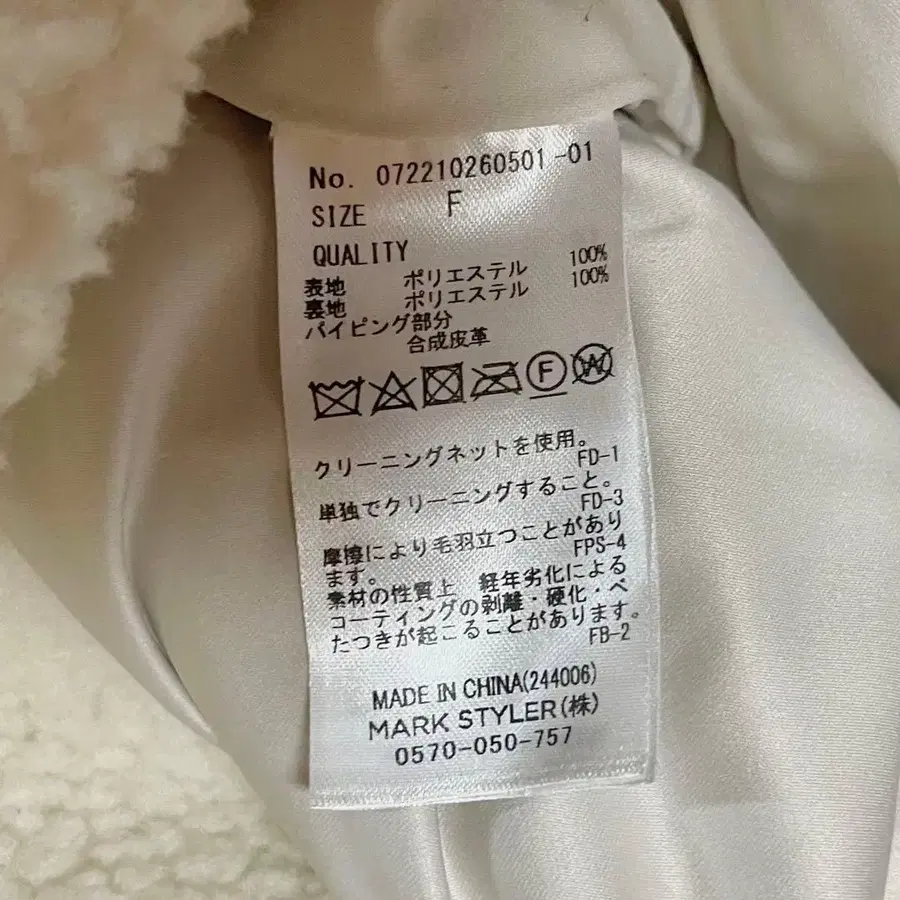 No. 072210260501-01
SIZE F
QUALITY
表地 ポリエステル 100%
裏地 ポリエステル 100%
パイピング部分
合成皮革
F W
クリーニングネットを使用。
FD-1
単独でクリーニングすること。
FD-3
摩擦により毛羽立つことがあり
ます。 FPS-4
素材の性質上 経年劣化による
コーティングの剥離・硬化・ベ
たつきが起こることがあります。
FB-2
MADE IN CHINA(244006)
MARK STYLER(株)
0570-050-757